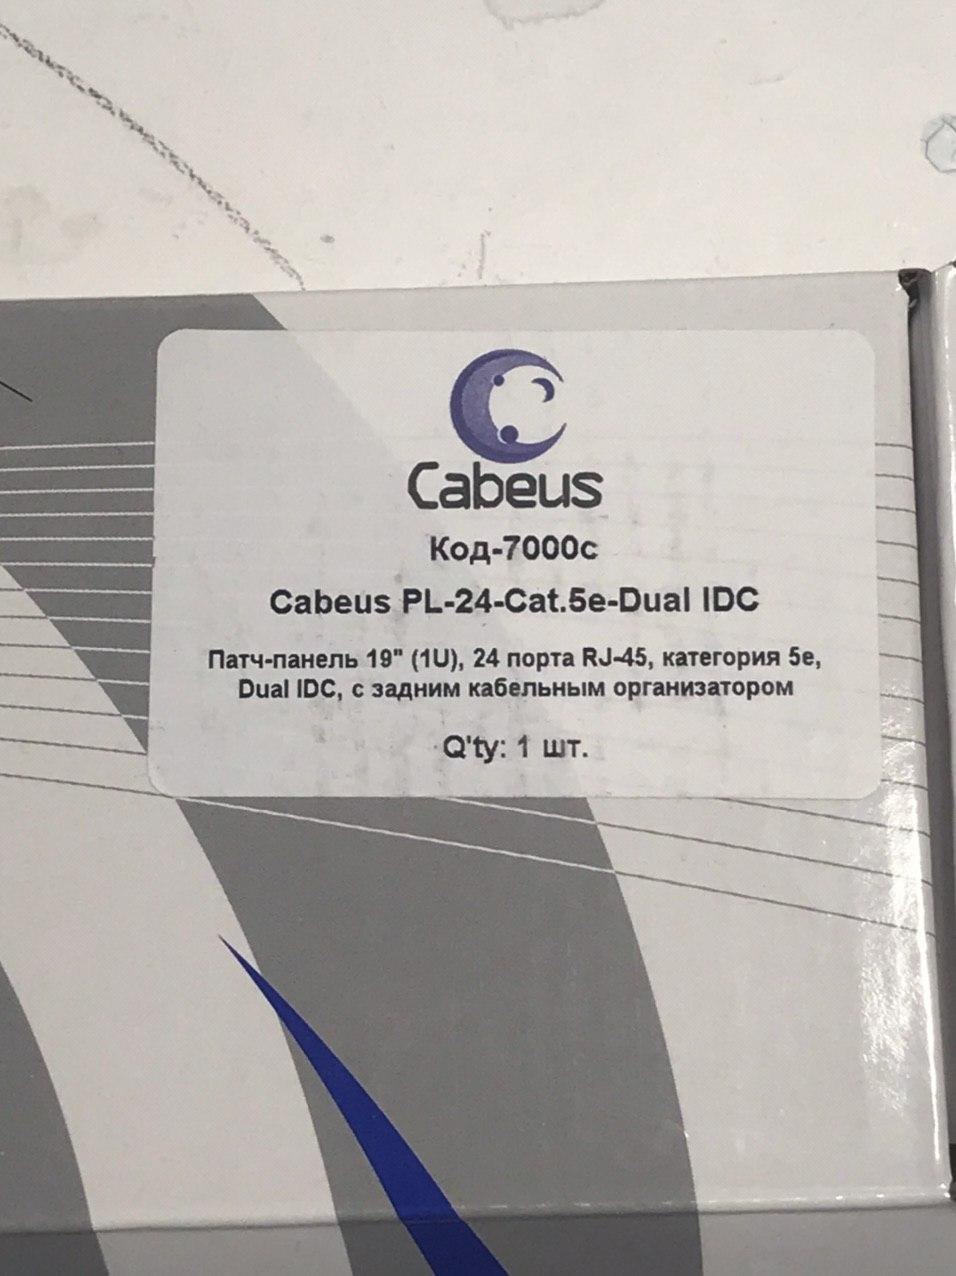 Cabeus
Код-7000с
Cabeus PL-24-Cat.5e-Dual IDC
Патч-панель 19" (1U), 24 порта RJ-45, категория 5е,
Dual IDC, с задним кабельным организатором
Q'ty: 1 шт.